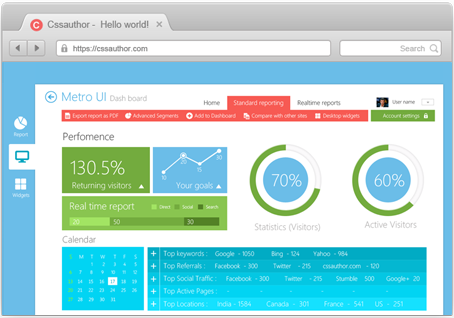 Cssauthor - Hello world!
https://cssauthor.com
Search
Metro UI Dash board
Home
Standard reporting
Realtime reports
User name
Export report as PDF
Advanced Segments
Add to Dashboard
Compare with other sites
Desktop widgets
Account settings
Report
Widgets
Perfomence
130.5%
Returning visitors
Your goals
Real time report
Direct
Social
Search
20
50
30
70%
Statistics (Visitors)
60%
Active Visitors
Calendar
Top keywords : Google - 1050 Bing - 124 Yahoo - 984
Top Referrals : Facebook - 300 Twitter - 215 cssauthor.com - 120
Top Social Traffic : Facebook - 300 Twitter - 215 Stumble 500 Google+ 20
Top Active Pages : - - - -
Top Locations : India - 1584 Canada - 301 France - 541 US - 251